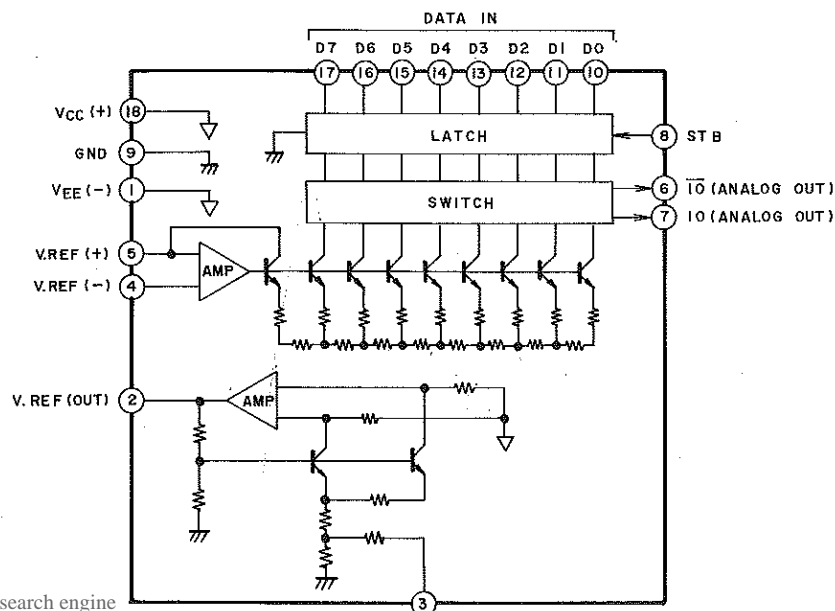 DATA IN
D7 D6 D5 D4 D3 D2 D1 D0
17 16 15 14 13 12 11 10
VCC (+) 18
GND 9
VEE (−) 1
V.REF (+) 5
V.REF (−) 4
AMP
LATCH
8 STB
SWITCH
6 IO (ANALOG OUT)
7 IO (ANALOG OUT)
V.REF (OUT) 2
AMP
3
search engine